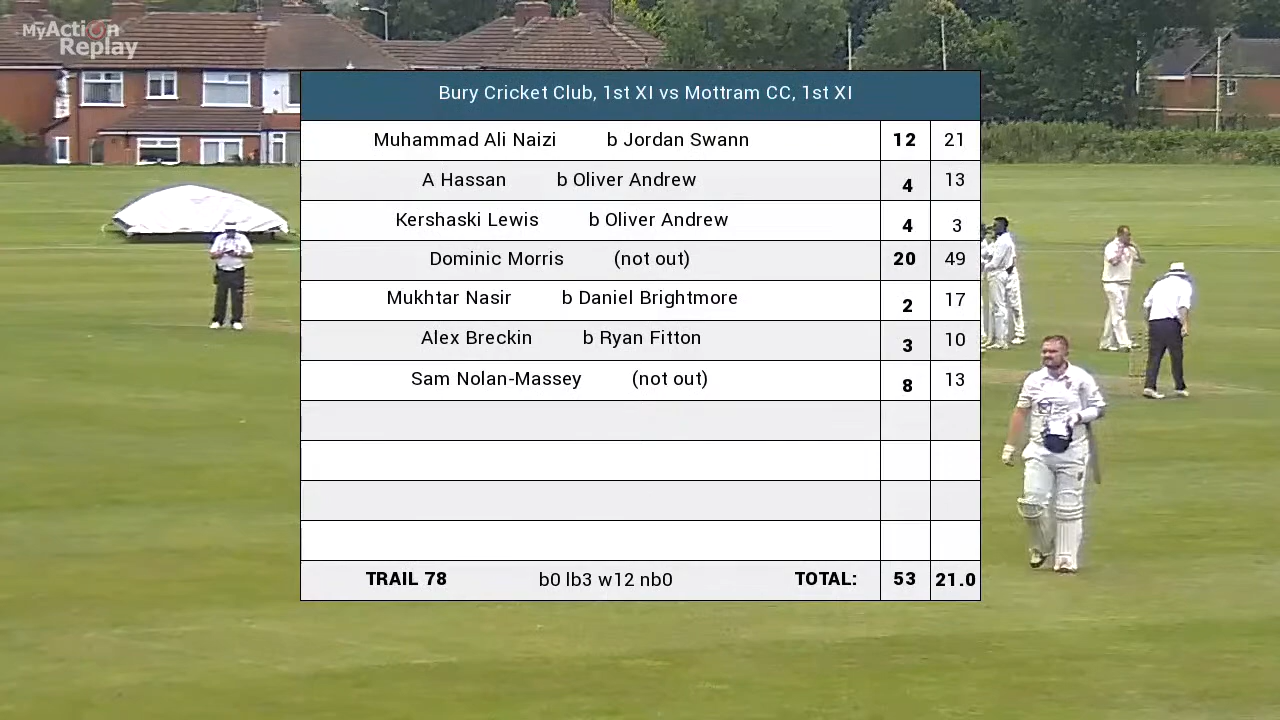 MyAction
Replay
Bury Cricket Club, 1st XI vs Mottram CC, 1st XI
Muhammad Ali Naizi b Jordan Swann 12 21
A Hassan b Oliver Andrew 4 13
Kershaski Lewis b Oliver Andrew 4 3
Dominic Morris (not out) 20 49
Mukhtar Nasir b Daniel Brightmore 2 17
Alex Breckin b Ryan Fitton 3 10
Sam Nolan-Massey (not out) 8 13
TRAIL 78 b0 lb3 w12 nb0 TOTAL: 53 21.0